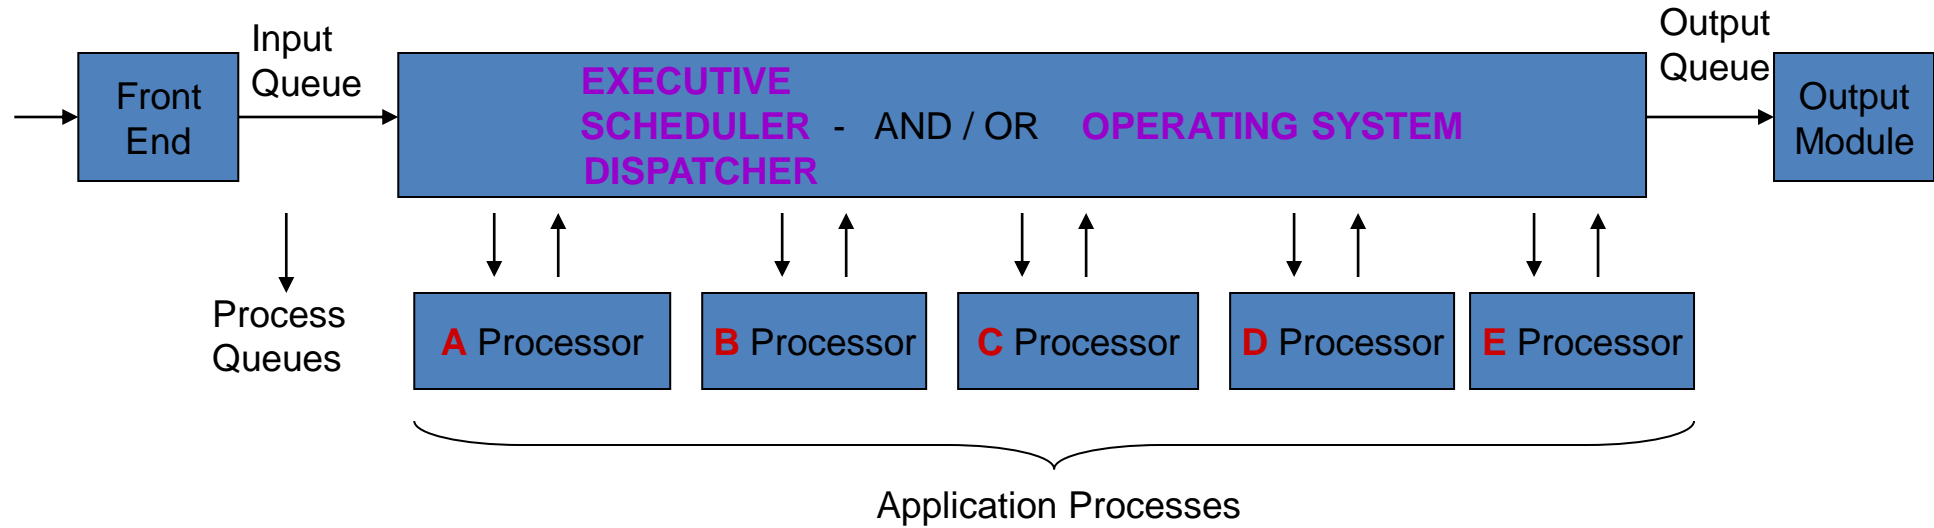 Front
End
Input
Queue
EXECUTIVE
SCHEDULER - AND / OR OPERATING SYSTEM
DISPATCHER
Output
Queue
Output
Module
Process
Queues
A Processor
B Processor
C Processor
D Processor
E Processor
Application Processes